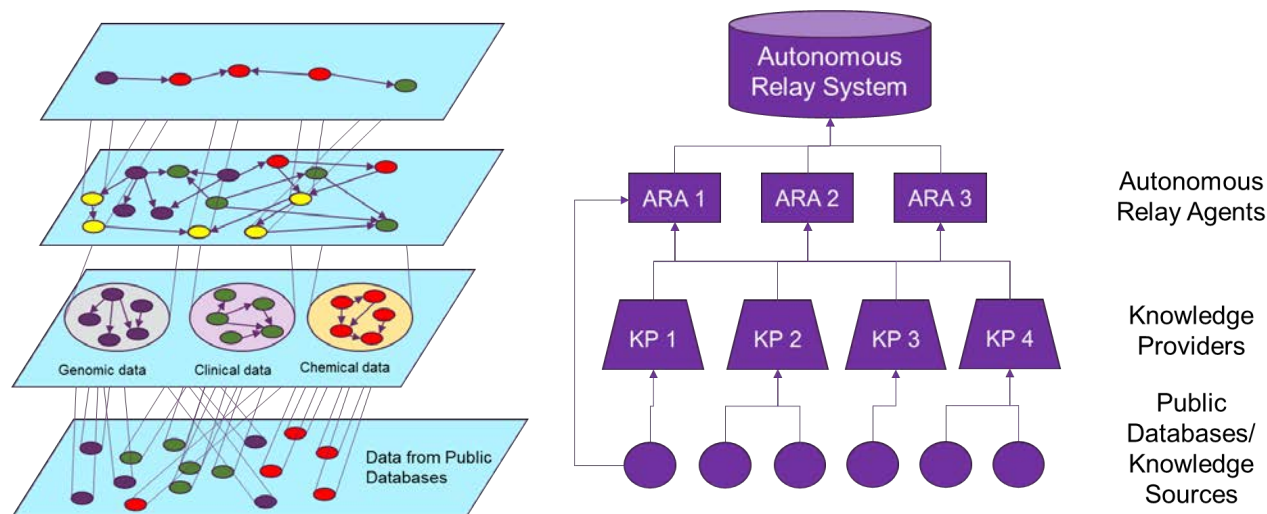 Genomic data
Clinical data
Chemical data
Data from Public
Databases
Autonomous
Relay System
ARA 1
ARA 2
ARA 3
Autonomous
Relay Agents
KP 1
KP 2
KP 3
KP 4
Knowledge
Providers
Public
Databases/
Knowledge
Sources